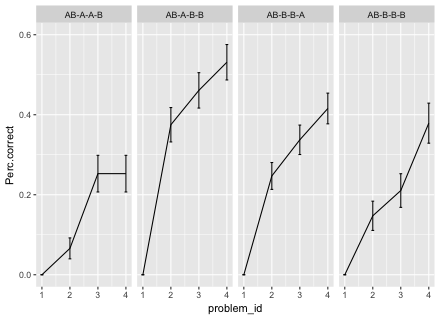 AB-A-A-B AB-A-B-B AB-B-B-A AB-B-B-B
Perc.correct
0.6
0.4
0.2
0.0
1 2 3 4 1 2 3 4 1 2 3 4 1 2 3 4
problem_id